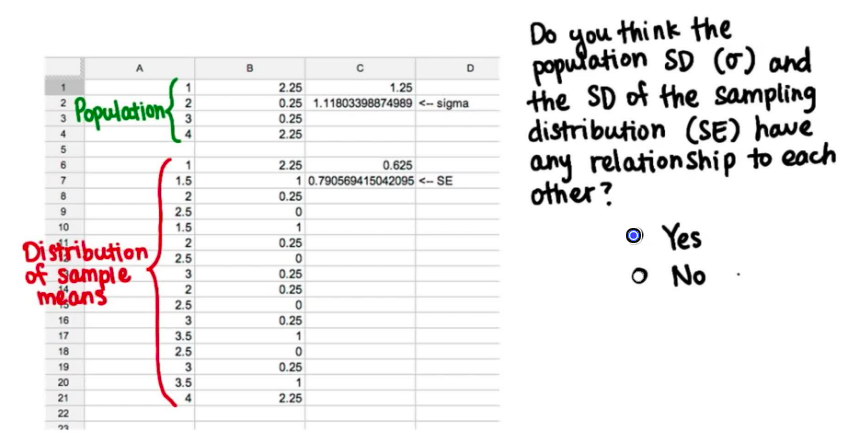 Do you think the
population SD (σ) and
the SD of the sampling
distribution (SE) have
any relationship to each
other?
Yes
No
A B C D
1 1 2.25 1.25
2 2 0.25 1.11803398874989 <-- sigma
3 3 0.25
4 4 2.25
5
6 1 2.25 0.625
7 1.5 1 0.790569415042095 <-- SE
8 2 0.25
9 2.5 0
10 1.5 1
11 2 0.25
2.5 0
3 0.25
14 2 0.25
15 2.5 0
16 3 0.25
17 3.5 1
18 2.5 0
19 3 0.25
20 3.5 1
21 4 2.25
22
23
Population
Distribution
of sample
means